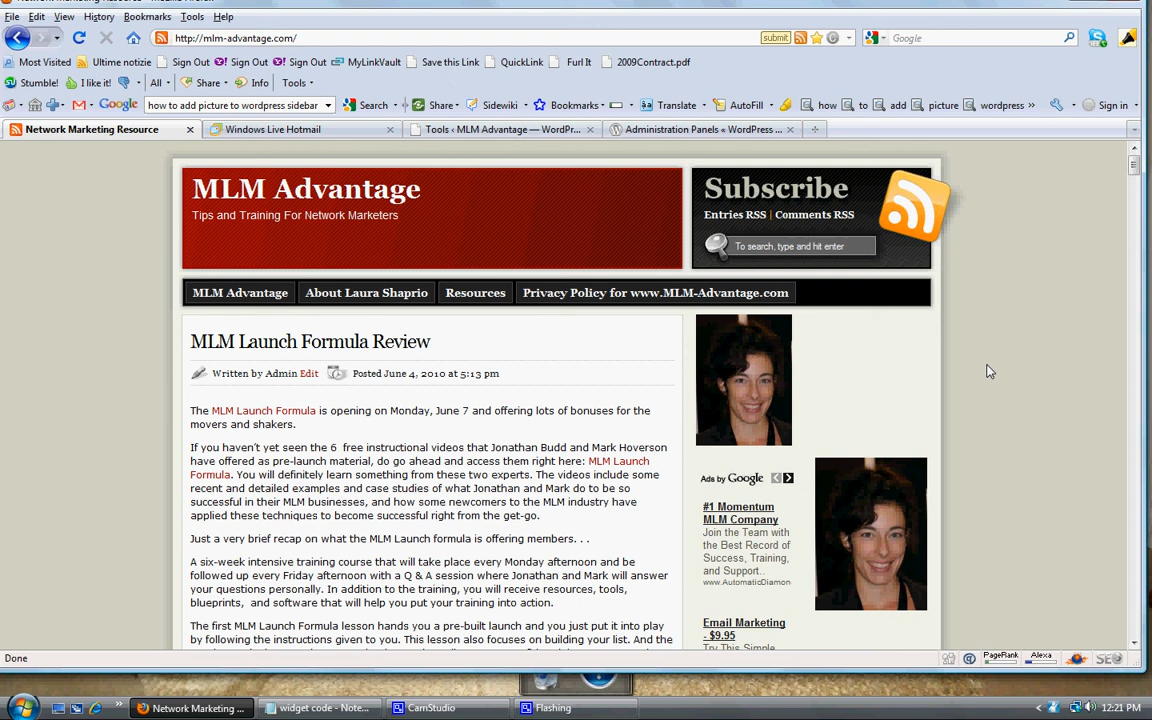 File Edit View History Bookmarks Tools Help
http://mlm-advantage.com/ submit Google
Most Visited Ultime notizie Sign Out Sign Out Sign Out MyLinkVault Save this Link QuickLink Furl It 2009Contract.pdf
Stumble! I like it! All Share Info Tools
Google how to add picture to wordpress sidebar Search Share Sidewiki Bookmarks Translate AutoFill how to add picture wordpress » Sign in
Network Marketing Resource Windows Live Hotmail Tools ‹ MLM Advantage — WordPr... Administration Panels « WordPress ...
MLM Advantage
Tips and Training For Network Marketers
Subscribe
Entries RSS | Comments RSS
To search, type and hit enter
MLM Advantage About Laura Shaprio Resources Privacy Policy for www.MLM-Advantage.com
MLM Launch Formula Review
Written by Admin Edit Posted June 4, 2010 at 5:13 pm
The MLM Launch Formula is opening on Monday, June 7 and offering lots of bonuses for the
movers and shakers.
If you haven't yet seen the 6 free instructional videos that Jonathan Budd and Mark Hoverson
have offered as pre-launch material, do go ahead and access them right here: MLM Launch
Formula. You will definitely learn something from these two experts. The videos include some
recent and detailed examples and case studies of what Jonathan and Mark do to be so
successful in their MLM businesses, and how some newcomers to the MLM industry have
applied these techniques to become successful right from the get-go.
Just a very brief recap on what the MLM Launch formula is offering members. . .
A six-week intensive training course that will take place every Monday afternoon and be
followed up every Friday afternoon with a Q & A session where Jonathan and Mark will answer
your questions personally. In addition to the training, you will receive resources, tools,
blueprints, and software that will help you put your training into action.
The first MLM Launch Formula lesson hands you a pre-built launch and you just put it into play
by following the instructions given to you. This lesson also focuses on building your list. And the
Ads by Google
#1 Momentum
MLM Company
Join the Team with
the Best Record of
Success, Training,
and Support..
www.AutomaticDiamon
Email Marketing
- $9.95
Try This Simple
Done PageRank Alexa SEO
Network Marketing ... widget code - Note... CamStudio Flashing 12:21 PM